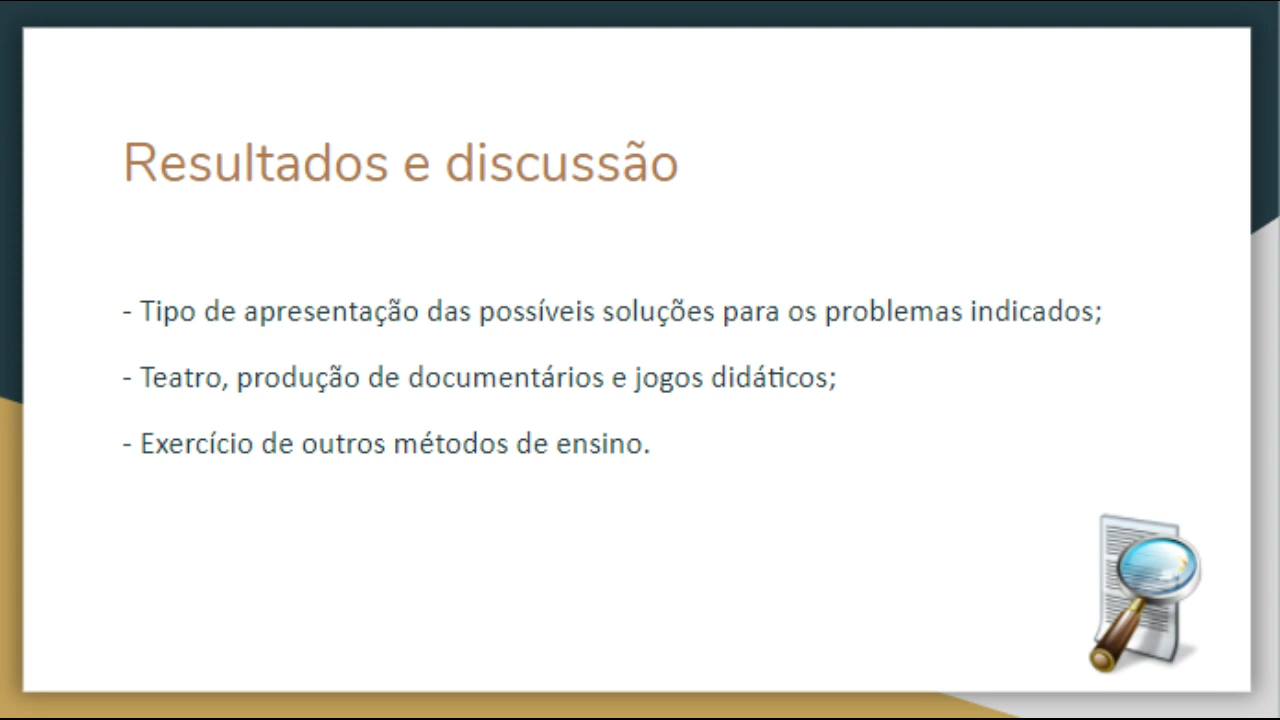 Resultados e discussão
- Tipo de apresentação das possíveis soluções para os problemas indicados;
- Teatro, produção de documentários e jogos didáticos;
- Exercício de outros métodos de ensino.